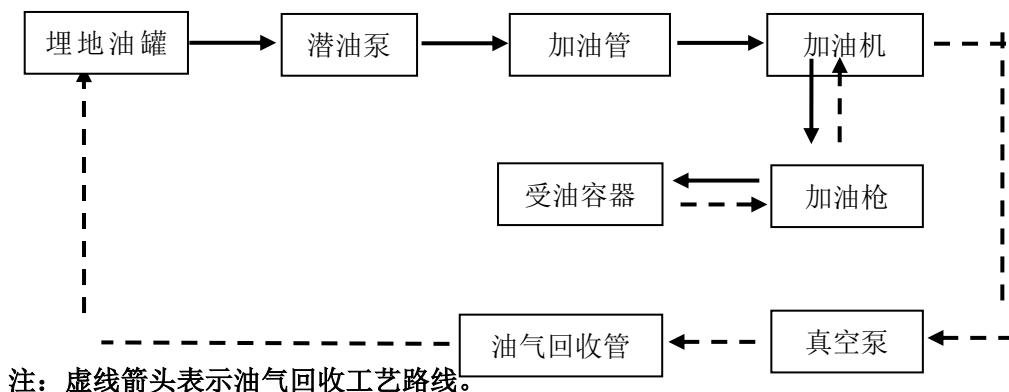 埋地油罐
潜油泵
加油管
加油机
受油容器
加油枪
油气回收管
真空泵
注：虚线箭头表示油气回收工艺路线。